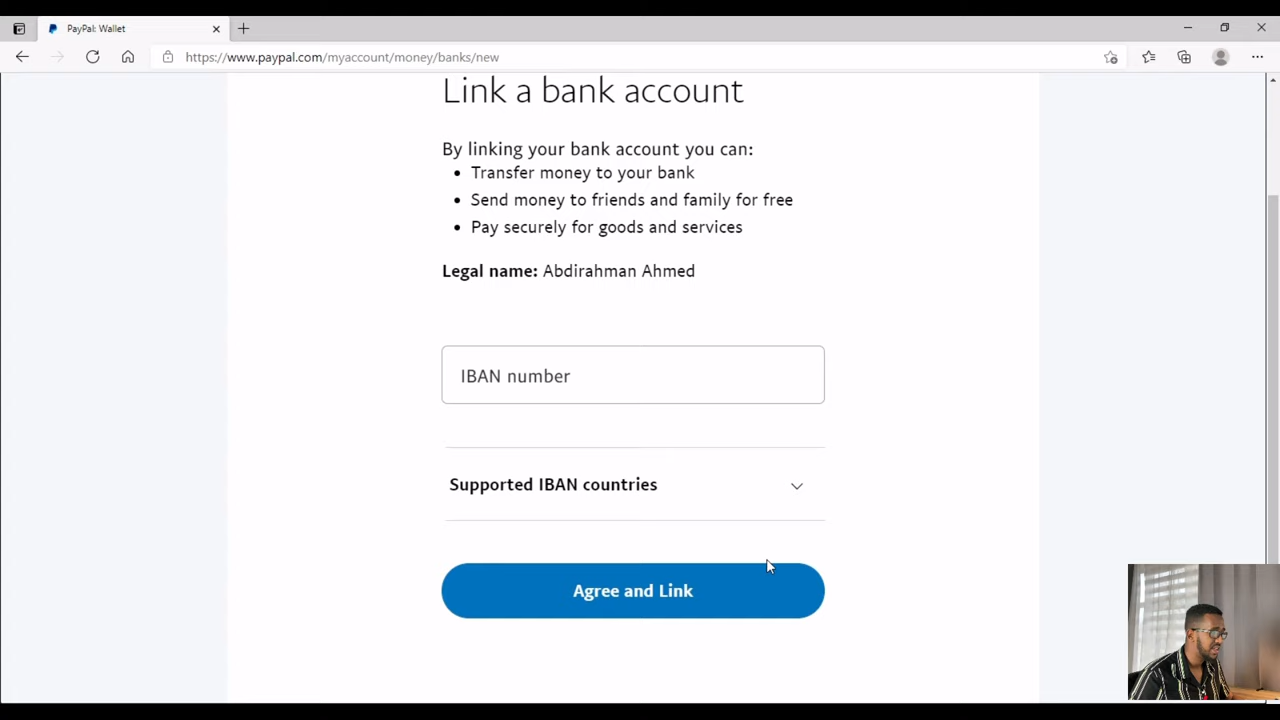 PayPal: Wallet
https://www.paypal.com/myaccount/money/banks/new
Link a bank account
By linking your bank account you can:
• Transfer money to your bank
• Send money to friends and family for free
• Pay securely for goods and services
Legal name: Abdirahman Ahmed
IBAN number
Supported IBAN countries
Agree and Link